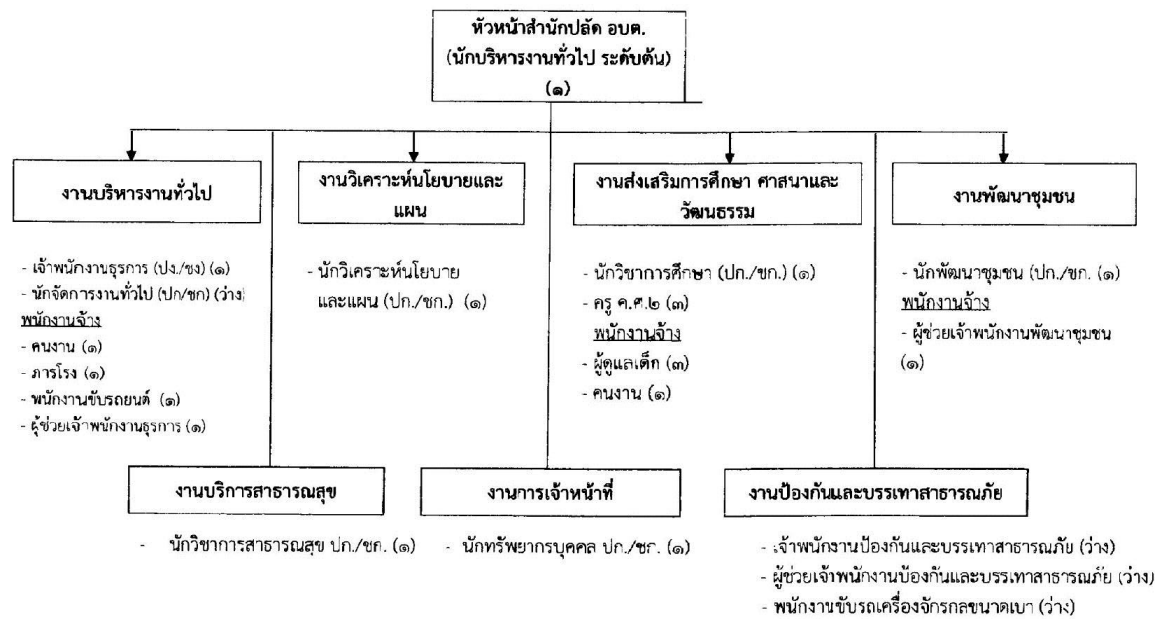 หัวหน้าสำนักปลัด อบต.
(นักบริหารงานทั่วไป ระดับต้น)
(๑)
งานบริหารงานทั่วไป
- เจ้าพนักงานธุรการ (ปง./ชง) (๑)
- นักจัดการงานทั่วไป (ปก/ชก) (ว่าง)
พนักงานจ้าง
- คนงาน (๑)
- ภารโรง (๑)
- พนักงานขับรถยนต์ (๑)
- ผู้ช่วยเจ้าพนักงานธุรการ (๑)
งานวิเคราะห์นโยบายและ
แผน
- นักวิเคราะห์นโยบาย
และแผน (ปก./ชก.) (๑)
งานส่งเสริมการศึกษา ศาสนาและ
วัฒนธรรม
- นักวิชาการศึกษา (ปก./ชก.) (๑)
- ครู ค.ศ.๒ (๓)
พนักงานจ้าง
- ผู้ดูแลเด็ก (๓)
- คนงาน (๑)
งานพัฒนาชุมชน
- นักพัฒนาชุมชน (ปก./ชก. (๑)
พนักงานจ้าง
- ผู้ช่วยเจ้าพนักงานพัฒนาชุมชน
(๑)
งานบริการสาธารณสุข
- นักวิชาการสาธารณสุข ปก./ชก. (๑)
งานการเจ้าหน้าที่
- นักทรัพยากรบุคคล ปก./ชก. (๑)
งานป้องกันและบรรเทาสาธารณภัย
- เจ้าพนักงานป้องกันและบรรเทาสาธารณภัย (ว่าง)
- ผู้ช่วยเจ้าพนักงานป้องกันและบรรเทาสาธารณภัย (ว่าง)
- พนักงานขับรถเครื่องจักรกลขนาดเบา (ว่าง)